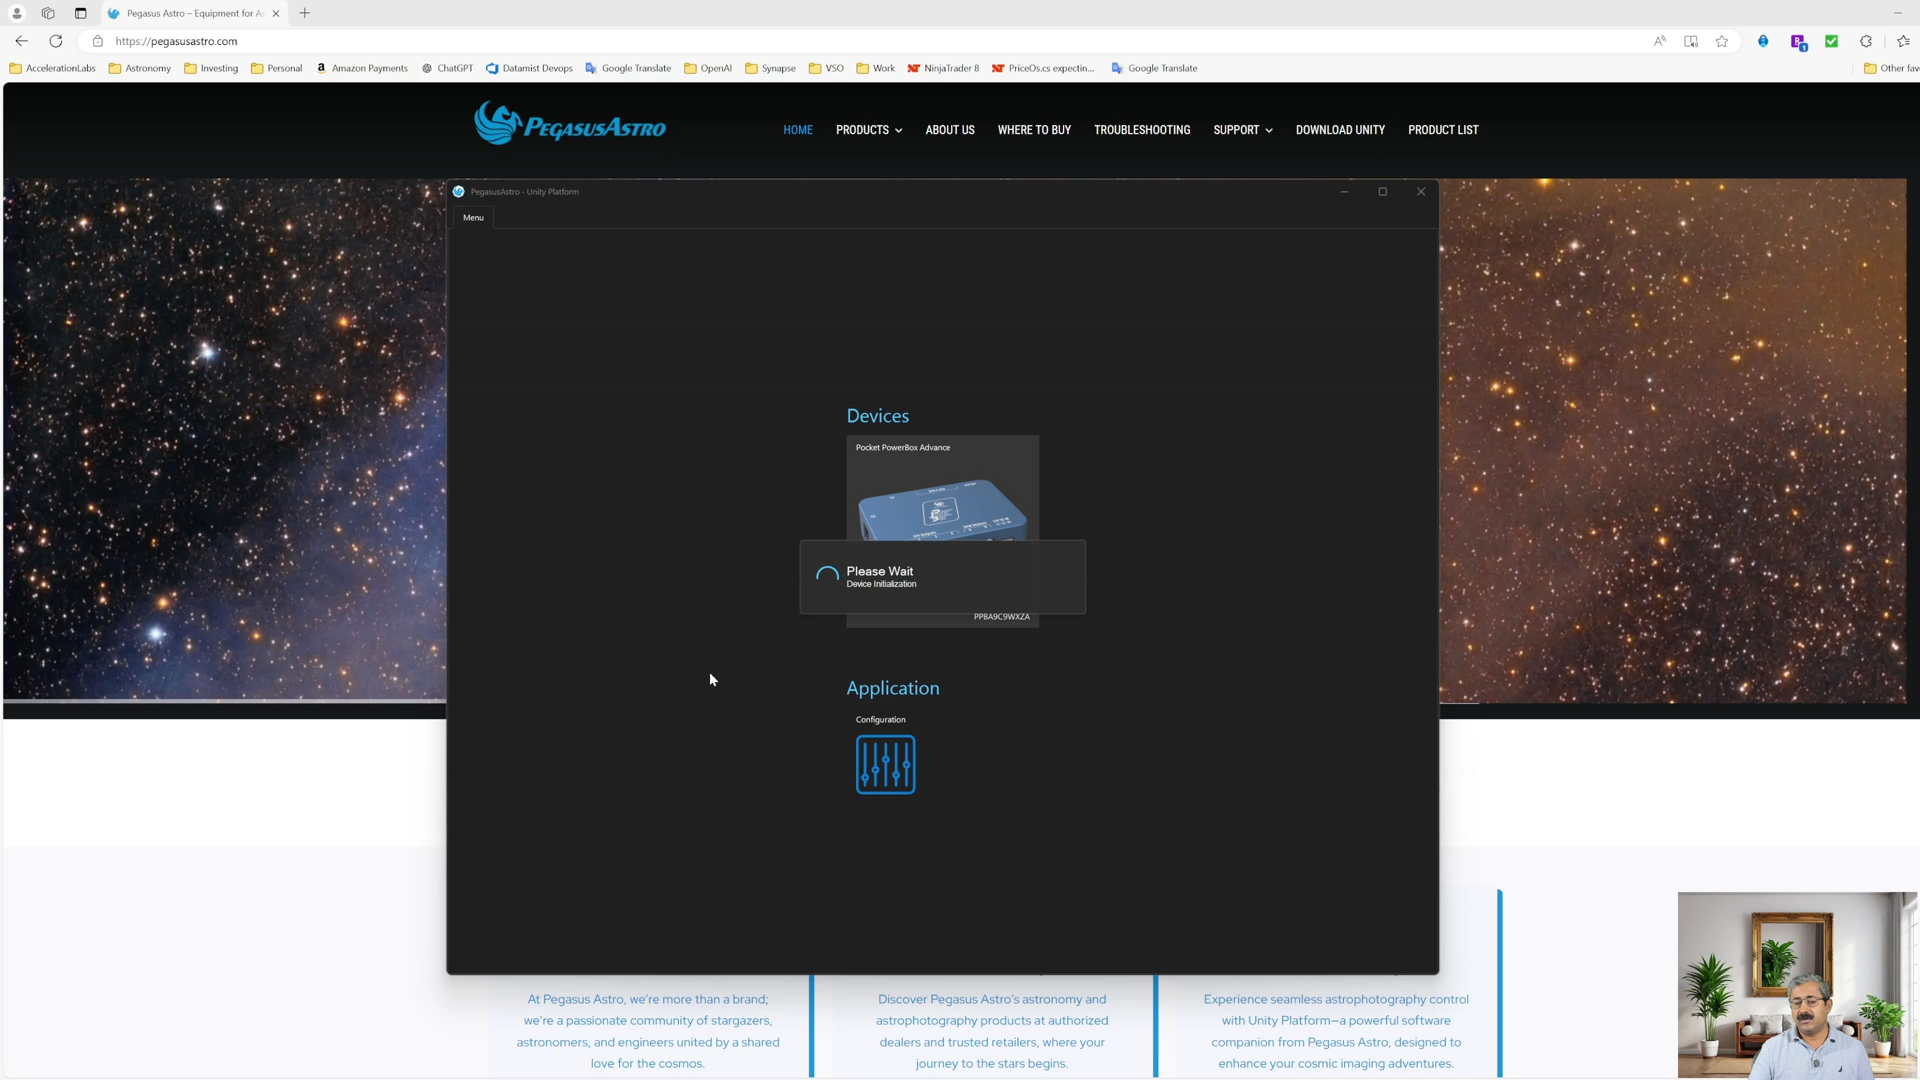 Pegasus Astro – Equipment for As
https://pegasusastro.com
AccelerationLabs
Astronomy
Investing
Personal
Amazon Payments
ChatGPT
Datamist Devops
Google Translate
OpenAI
Synapse
VSO
Work
NinjaTrader 8
PriceOs.cs expectin...
Google Translate
Other fav
PEGASUSASTRO
HOME
PRODUCTS
ABOUT US
WHERE TO BUY
TROUBLESHOOTING
SUPPORT
DOWNLOAD UNITY
PRODUCT LIST
PegasusAstro - Unity Platform
Menu
Devices
Pocket PowerBox Advance
Please Wait
Device Initialization
PPBA9C9WXZA
Application
Configuration
At Pegasus Astro, we're more than a brand;
we're a passionate community of stargazers,
astronomers, and engineers united by a shared
love for the cosmos.
Discover Pegasus Astro's astronomy and
astrophotography products at authorized
dealers and trusted retailers, where your
journey to the stars begins.
Experience seamless astrophotography control
with Unity Platform—a powerful software
companion from Pegasus Astro, designed to
enhance your cosmic imaging adventures.